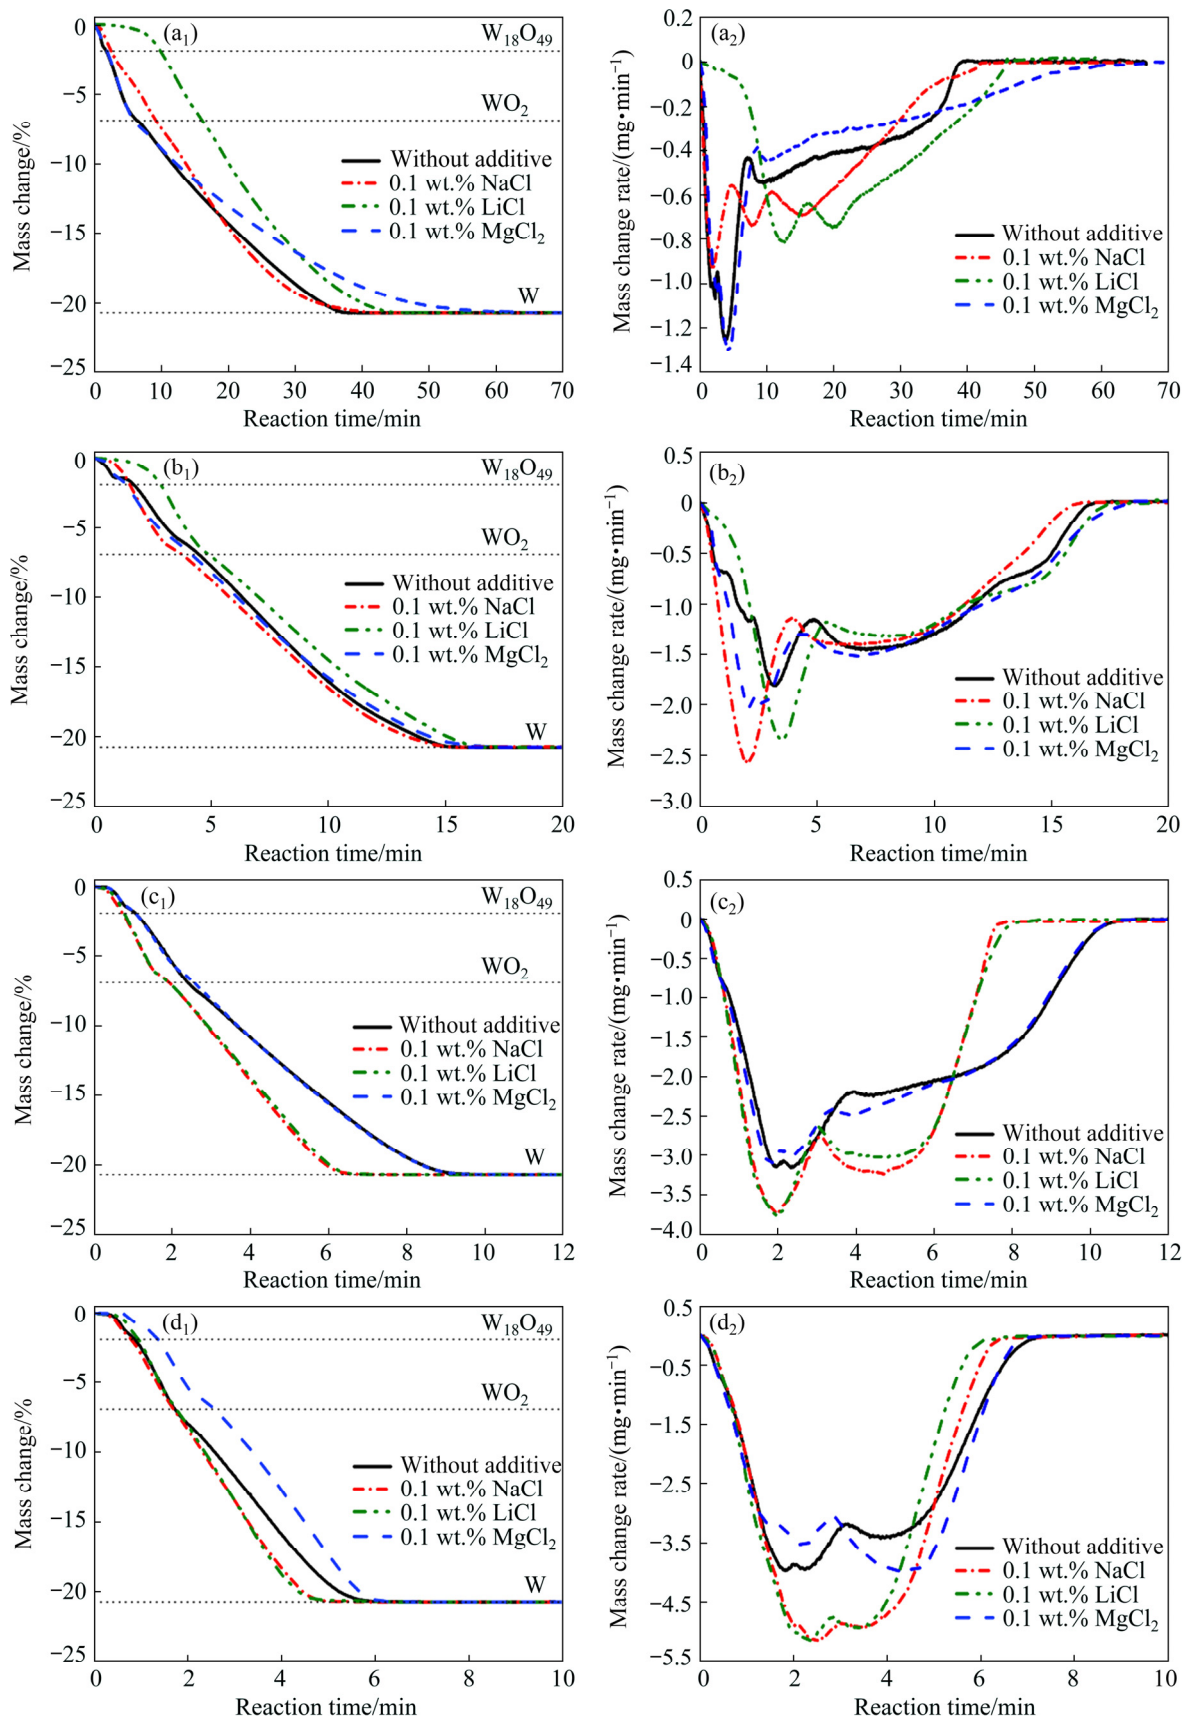 (a₁)
0
−5
−10
−15
−20
−25
W₁₈O₄₉
WO₂
W
Without additive
0.1 wt.% NaCl
0.1 wt.% LiCl
0.1 wt.% MgCl₂
Mass change/%
0 10 20 30 40 50 60 70
Reaction time/min
(a₂)
0.2
0
−0.2
−0.4
−0.6
−0.8
−1.0
−1.2
−1.4
Without additive
0.1 wt.% NaCl
0.1 wt.% LiCl
0.1 wt.% MgCl₂
Mass change rate/(mg•min⁻¹)
0 10 20 30 40 50 60 70
Reaction time/min
(b₁)
0
−5
−10
−15
−20
−25
W₁₈O₄₉
WO₂
W
Without additive
0.1 wt.% NaCl
0.1 wt.% LiCl
0.1 wt.% MgCl₂
Mass change/%
0 5 10 15 20
Reaction time/min
(b₂)
0.5
0
−0.5
−1.0
−1.5
−2.0
−2.5
−3.0
Without additive
0.1 wt.% NaCl
0.1 wt.% LiCl
0.1 wt.% MgCl₂
Mass change rate/(mg•min⁻¹)
0 5 10 15 20
Reaction time/min
(c₁)
0
−5
−10
−15
−20
−25
W₁₈O₄₉
WO₂
W
Without additive
0.1 wt.% NaCl
0.1 wt.% LiCl
0.1 wt.% MgCl₂
Mass change/%
0 2 4 6 8 10 12
Reaction time/min
(c₂)
0.5
0
−0.5
−1.0
−1.5
−2.0
−2.5
−3.0
−3.5
−4.0
Without additive
0.1 wt.% NaCl
0.1 wt.% LiCl
0.1 wt.% MgCl₂
Mass change rate/(mg•min⁻¹)
0 2 4 6 8 10 12
Reaction time/min
(d₁)
0
−5
−10
−15
−20
−25
W₁₈O₄₉
WO₂
W
Without additive
0.1 wt.% NaCl
0.1 wt.% LiCl
0.1 wt.% MgCl₂
Mass change/%
0 2 4 6 8 10
Reaction time/min
(d₂)
0.5
−0.5
−1.5
−2.5
−3.5
−4.5
−5.5
Without additive
0.1 wt.% NaCl
0.1 wt.% LiCl
0.1 wt.% MgCl₂
Mass change rate/(mg•min⁻¹)
0 2 4 6 8 10
Reaction time/min